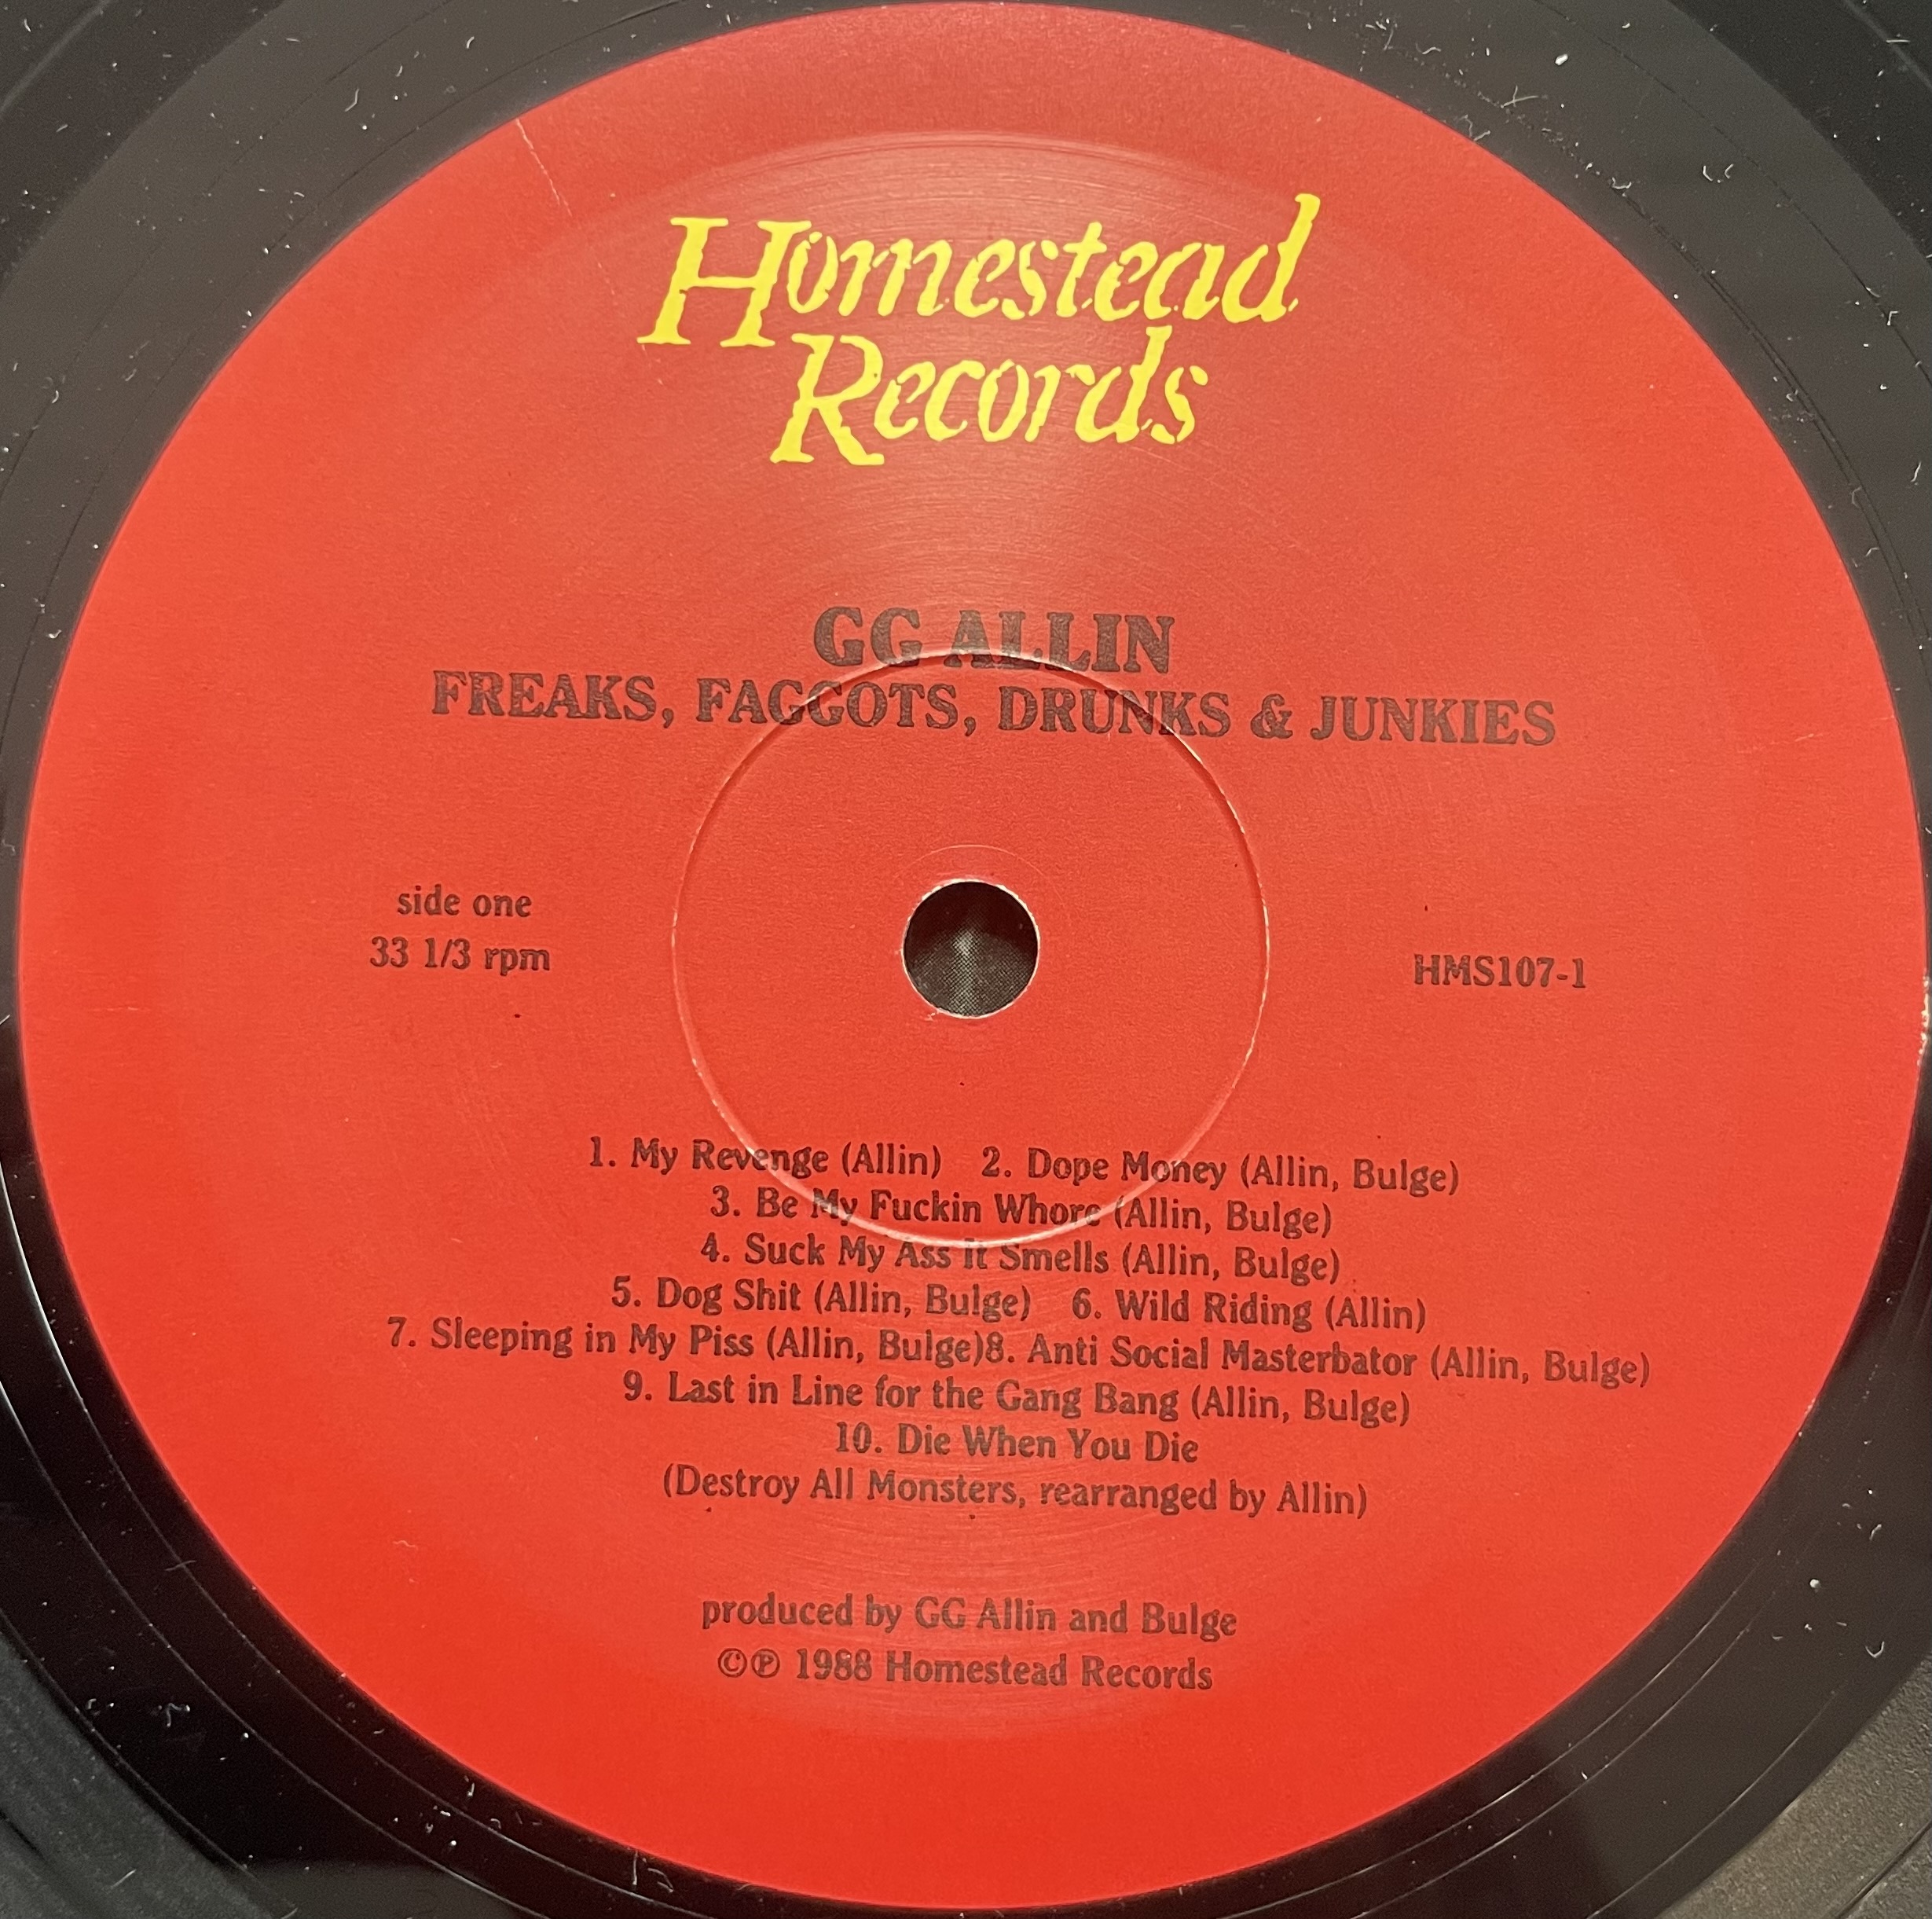 Homestead
Records
GG ALLIN
FREAKS, FAGGOTS, DRUNKS & JUNKIES
side one
33 1/3 rpm
HMS107-1
1. My Revenge (Allin) 2. Dope Money (Allin, Bulge)
3. Be My Fuckin Whore (Allin, Bulge)
4. Suck My Ass It Smells (Allin, Bulge)
5. Dog Shit (Allin, Bulge) 6. Wild Riding (Allin)
7. Sleeping in My Piss (Allin, Bulge)8. Anti Social Masterbator (Allin, Bulge)
9. Last in Line for the Gang Bang (Allin, Bulge)
10. Die When You Die
(Destroy All Monsters, rearranged by Allin)
produced by GG Allin and Bulge
©℗ 1988 Homestead Records